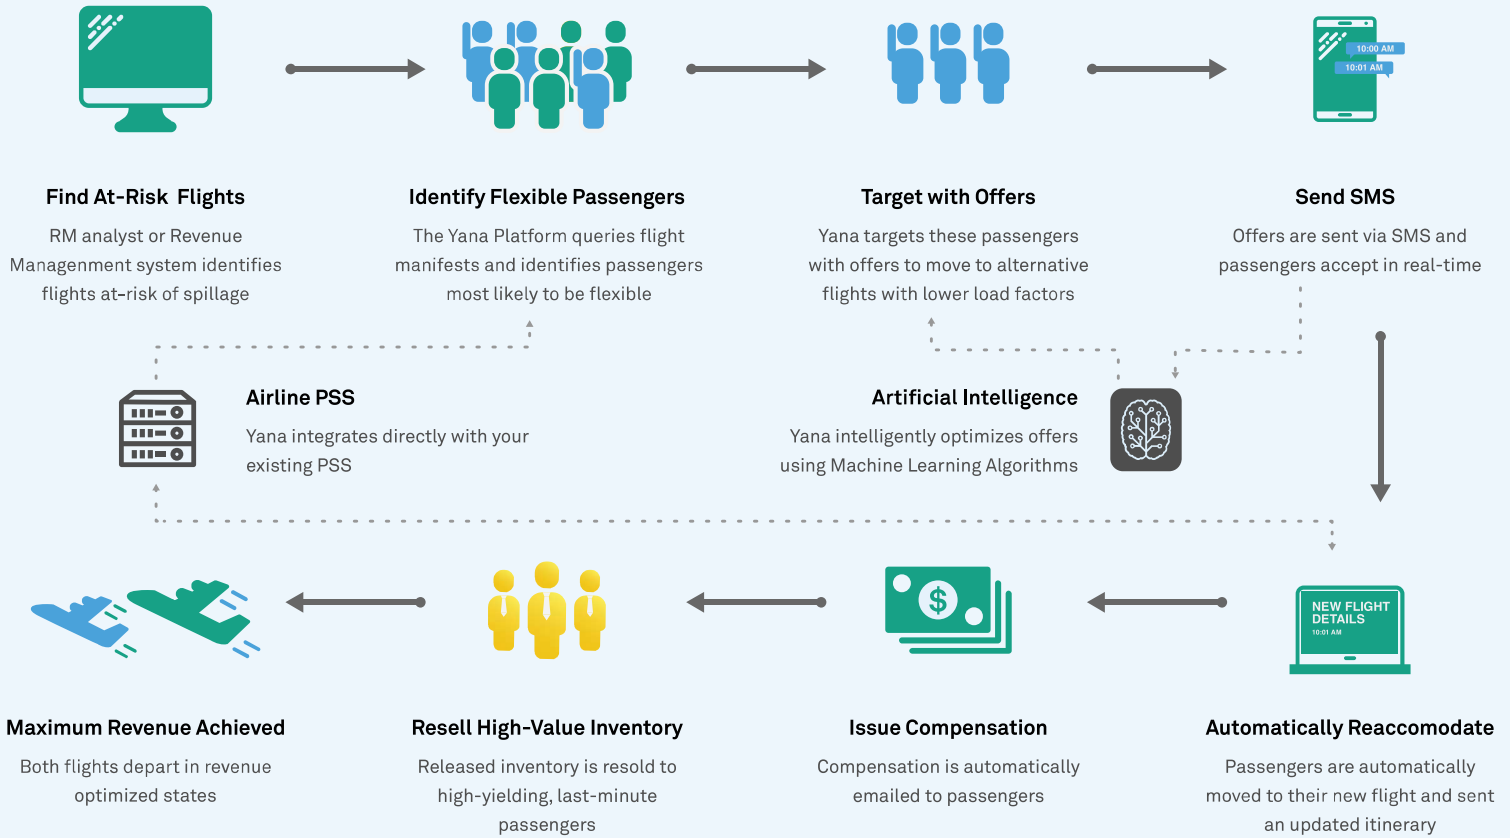 10:00 AM
10:01 AM
Find At-Risk Flights
RM analyst or Revenue
Managenment system identifies
flights at-risk of spillage
Identify Flexible Passengers
The Yana Platform queries flight
manifests and identifies passengers
most likely to be flexible
Target with Offers
Yana targets these passengers
with offers to move to alternative
flights with lower load factors
Send SMS
Offers are sent via SMS and
passengers accept in real-time
Airline PSS
Yana integrates directly with your
existing PSS
Artificial Intelligence
Yana intelligently optimizes offers
using Machine Learning Algorithms
$
NEW FLIGHT
DETAILS
10:01 AM
Maximum Revenue Achieved
Both flights depart in revenue
optimized states
Resell High-Value Inventory
Released inventory is resold to
high-yielding, last-minute
passengers
Issue Compensation
Compensation is automatically
emailed to passengers
Automatically Reaccomodate
Passengers are automatically
moved to their new flight and sent
an updated itinerary